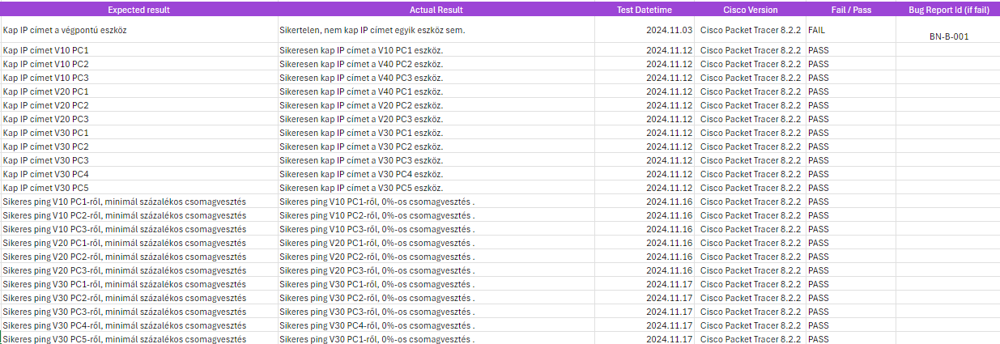 Expected result Actual Result Test Datetime Cisco Version Fail / Pass Bug Report Id (if fail)
Kap IP címet a végpontú eszköz Sikertelen, nem kap IP címet egyik eszköz sem. 2024.11.03 Cisco Packet Tracer 8.2.2 FAIL BN-B-001
Kap IP címet V10 PC1 Sikeresen kap IP címet a V10 PC1 eszköz. 2024.11.12 Cisco Packet Tracer 8.2.2 PASS
Kap IP címet V10 PC2 Sikeresen kap IP címet a V40 PC2 eszköz. 2024.11.12 Cisco Packet Tracer 8.2.2 PASS
Kap IP címet V10 PC3 Sikeresen kap IP címet a V40 PC3 eszköz. 2024.11.12 Cisco Packet Tracer 8.2.2 PASS
Kap IP címet V20 PC1 Sikeresen kap IP címet a V40 PC1 eszköz. 2024.11.12 Cisco Packet Tracer 8.2.2 PASS
Kap IP címet V20 PC2 Sikeresen kap IP címet a V20 PC2 eszköz. 2024.11.12 Cisco Packet Tracer 8.2.2 PASS
Kap IP címet V20 PC3 Sikeresen kap IP címet a V20 PC3 eszköz. 2024.11.12 Cisco Packet Tracer 8.2.2 PASS
Kap IP címet V30 PC1 Sikeresen kap IP címet a V30 PC1 eszköz. 2024.11.12 Cisco Packet Tracer 8.2.2 PASS
Kap IP címet V30 PC2 Sikeresen kap IP címet a V30 PC2 eszköz. 2024.11.12 Cisco Packet Tracer 8.2.2 PASS
Kap IP címet V30 PC3 Sikeresen kap IP címet a V30 PC3 eszköz. 2024.11.12 Cisco Packet Tracer 8.2.2 PASS
Kap IP címet V30 PC4 Sikeresen kap IP címet a V30 PC4 eszköz. 2024.11.12 Cisco Packet Tracer 8.2.2 PASS
Kap IP címet V30 PC5 Sikeresen kap IP címet a V30 PC5 eszköz. 2024.11.12 Cisco Packet Tracer 8.2.2 PASS
Sikeres ping V10 PC1-ről, minimál százalékos csomagvesztés Sikeres ping V10 PC1-ről, 0%-os csomagvesztés . 2024.11.16 Cisco Packet Tracer 8.2.2 PASS
Sikeres ping V10 PC2-ről, minimál százalékos csomagvesztés Sikeres ping V10 PC2-ről, 0%-os csomagvesztés . 2024.11.16 Cisco Packet Tracer 8.2.2 PASS
Sikeres ping V10 PC3-ről, minimál százalékos csomagvesztés Sikeres ping V10 PC3-ről, 0%-os csomagvesztés . 2024.11.16 Cisco Packet Tracer 8.2.2 PASS
Sikeres ping V20 PC1-ről, minimál százalékos csomagvesztés Sikeres ping V20 PC1-ről, 0%-os csomagvesztés . 2024.11.16 Cisco Packet Tracer 8.2.2 PASS
Sikeres ping V20 PC2-ről, minimál százalékos csomagvesztés Sikeres ping V20 PC2-ről, 0%-os csomagvesztés . 2024.11.16 Cisco Packet Tracer 8.2.2 PASS
Sikeres ping V20 PC3-ről, minimál százalékos csomagvesztés Sikeres ping V20 PC3-ről, 0%-os csomagvesztés . 2024.11.16 Cisco Packet Tracer 8.2.2 PASS
Sikeres ping V30 PC1-ről, minimál százalékos csomagvesztés Sikeres ping V30 PC1-ről, 0%-os csomagvesztés . 2024.11.17 Cisco Packet Tracer 8.2.2 PASS
Sikeres ping V30 PC2-ről, minimál százalékos csomagvesztés Sikeres ping V30 PC2-ről, 0%-os csomagvesztés . 2024.11.17 Cisco Packet Tracer 8.2.2 PASS
Sikeres ping V30 PC3-ről, minimál százalékos csomagvesztés Sikeres ping V30 PC3-ről, 0%-os csomagvesztés . 2024.11.17 Cisco Packet Tracer 8.2.2 PASS
Sikeres ping V30 PC4-ről, minimál százalékos csomagvesztés Sikeres ping V30 PC4-ről, 0%-os csomagvesztés . 2024.11.17 Cisco Packet Tracer 8.2.2 PASS
Sikeres ping V30 PC5-ről, minimál százalékos csomagvesztés Sikeres ping V30 PC1-ről, 0%-os csomagvesztés . 2024.11.17 Cisco Packet Tracer 8.2.2 PASS